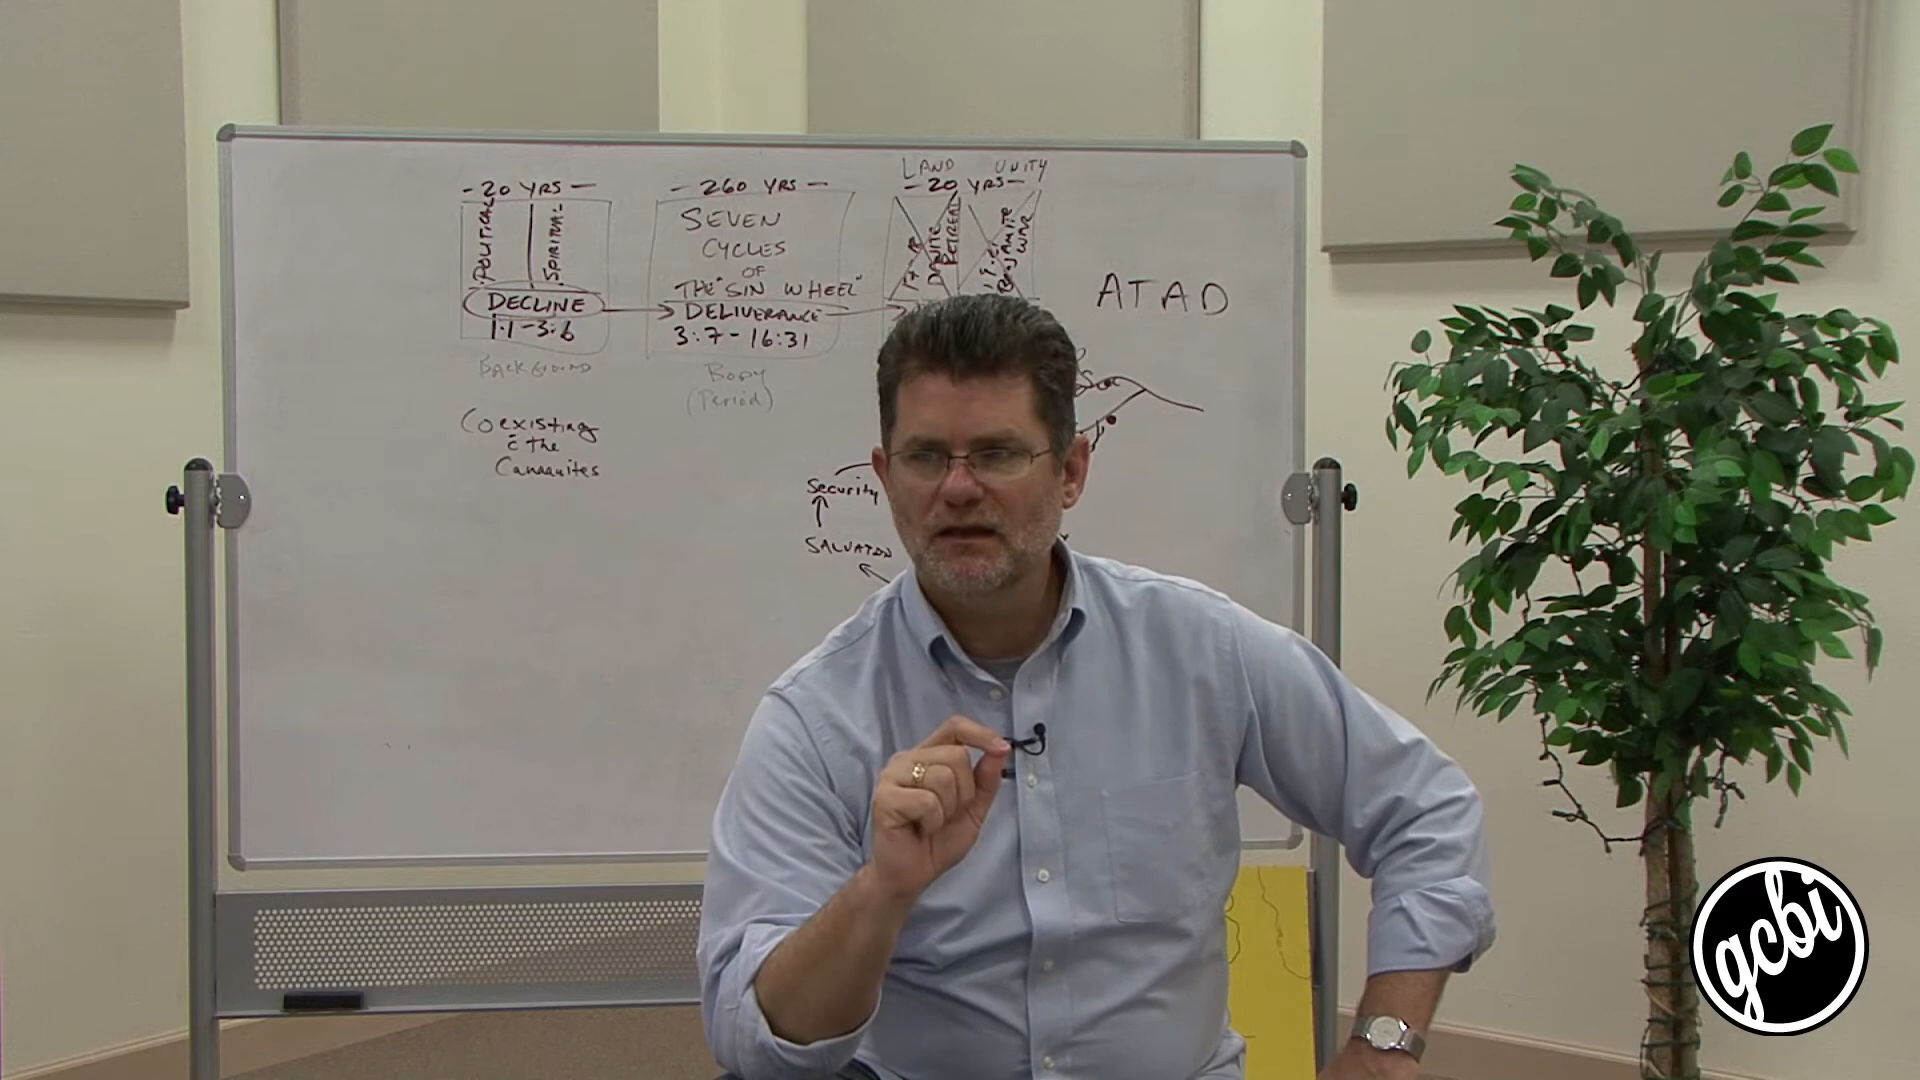 - 20 YRS -
POLITICAL
SPIRITUAL
DECLINE
1:1-3:6
BACKGROUND
Coexisting
c̄ the
Canaanites
- 260 YRS -
SEVEN
CYCLES
OF
THE "SIN WHEEL"
DELIVERANCE
3:7-16:31
BODY
(Period)
LAND UNITY
- 20 YRS -
DANITE
WAR
ATAD
Security
SALVATION
gcbi